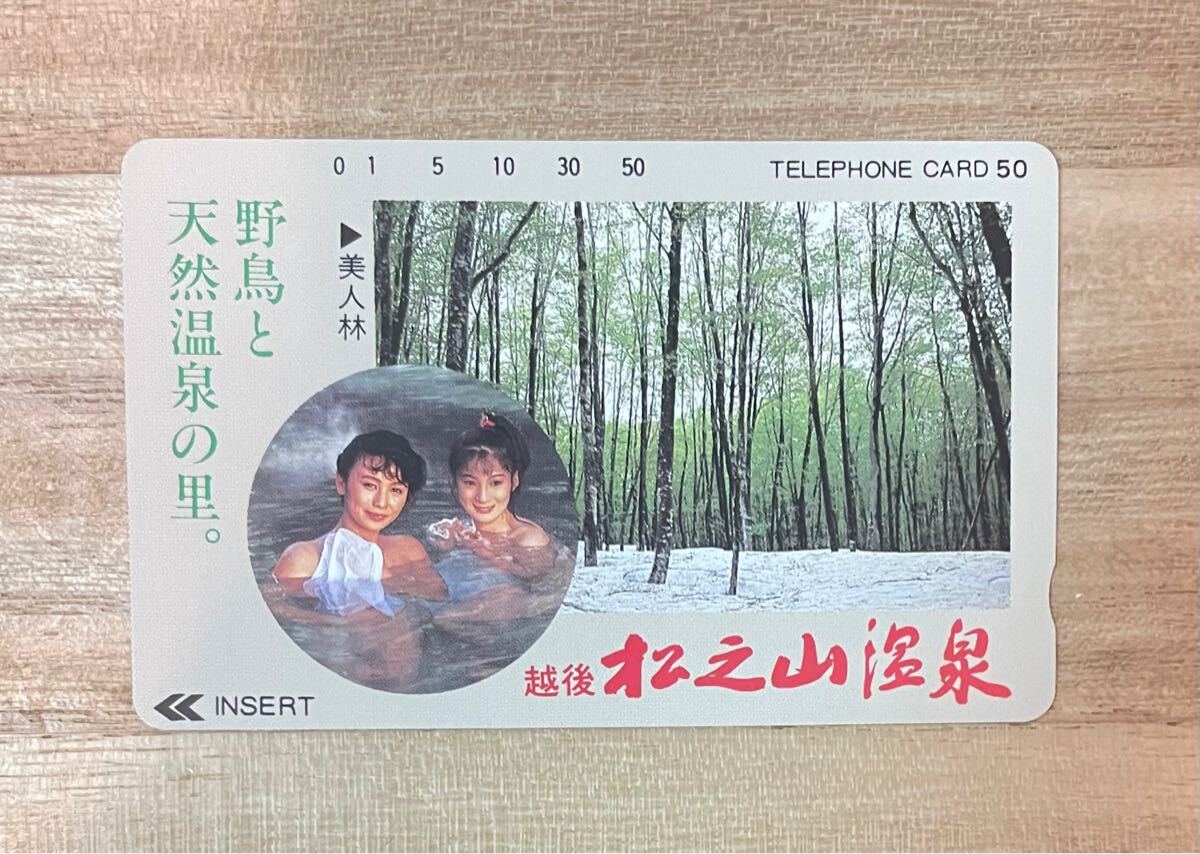 0 1 5 10 30 50
TELEPHONE CARD 50
野鳥と
天然温泉の里。
▶美人林
越後 松之山温泉
INSERT